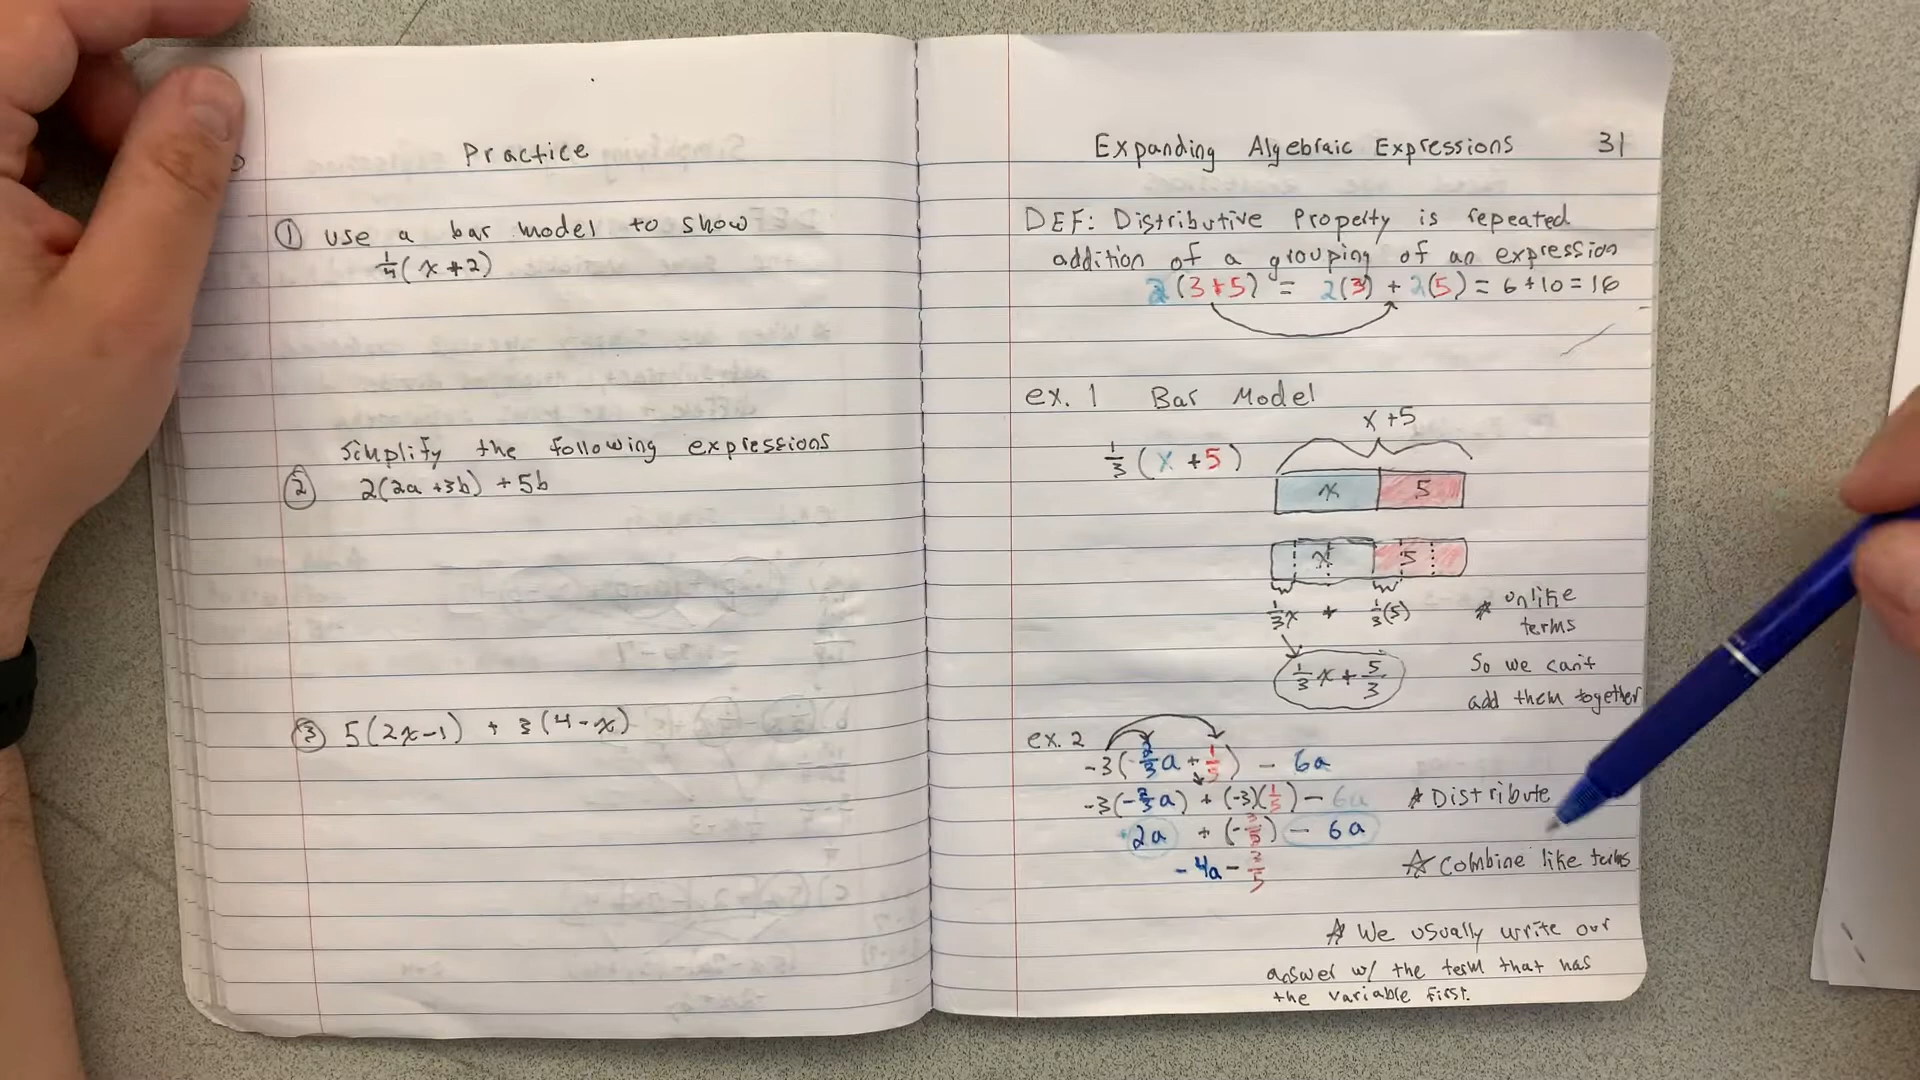 Practice
① use a bar model to show
1/4(x+2)
Simplify the following expressions
② 2(2a+3b)+5b
③ 5(2x-1) + 3(4-x)
Expanding Algebraic Expressions 31
DEF: Distributive Property is repeated
addition of a grouping of an expression
2(3+5) = 2(3) + 2(5) = 6+10=16
ex. 1 Bar Model
x+5
1/3(x+5)
x 5
x 5
1/3x + 1/3(5)
* unlike
terms
1/3x + 5/3
So we can't
add them together
ex. 2
-3(-2/3a + 1/5) - 6a
-3(-2/3a) + (-3)(1/5) - 6a
* Distribute
2a + (-3/5) - 6a
-4a - 3/5
☆ Combine like terms
☆ We usually write our
answer w/ the term that has
the variable first.